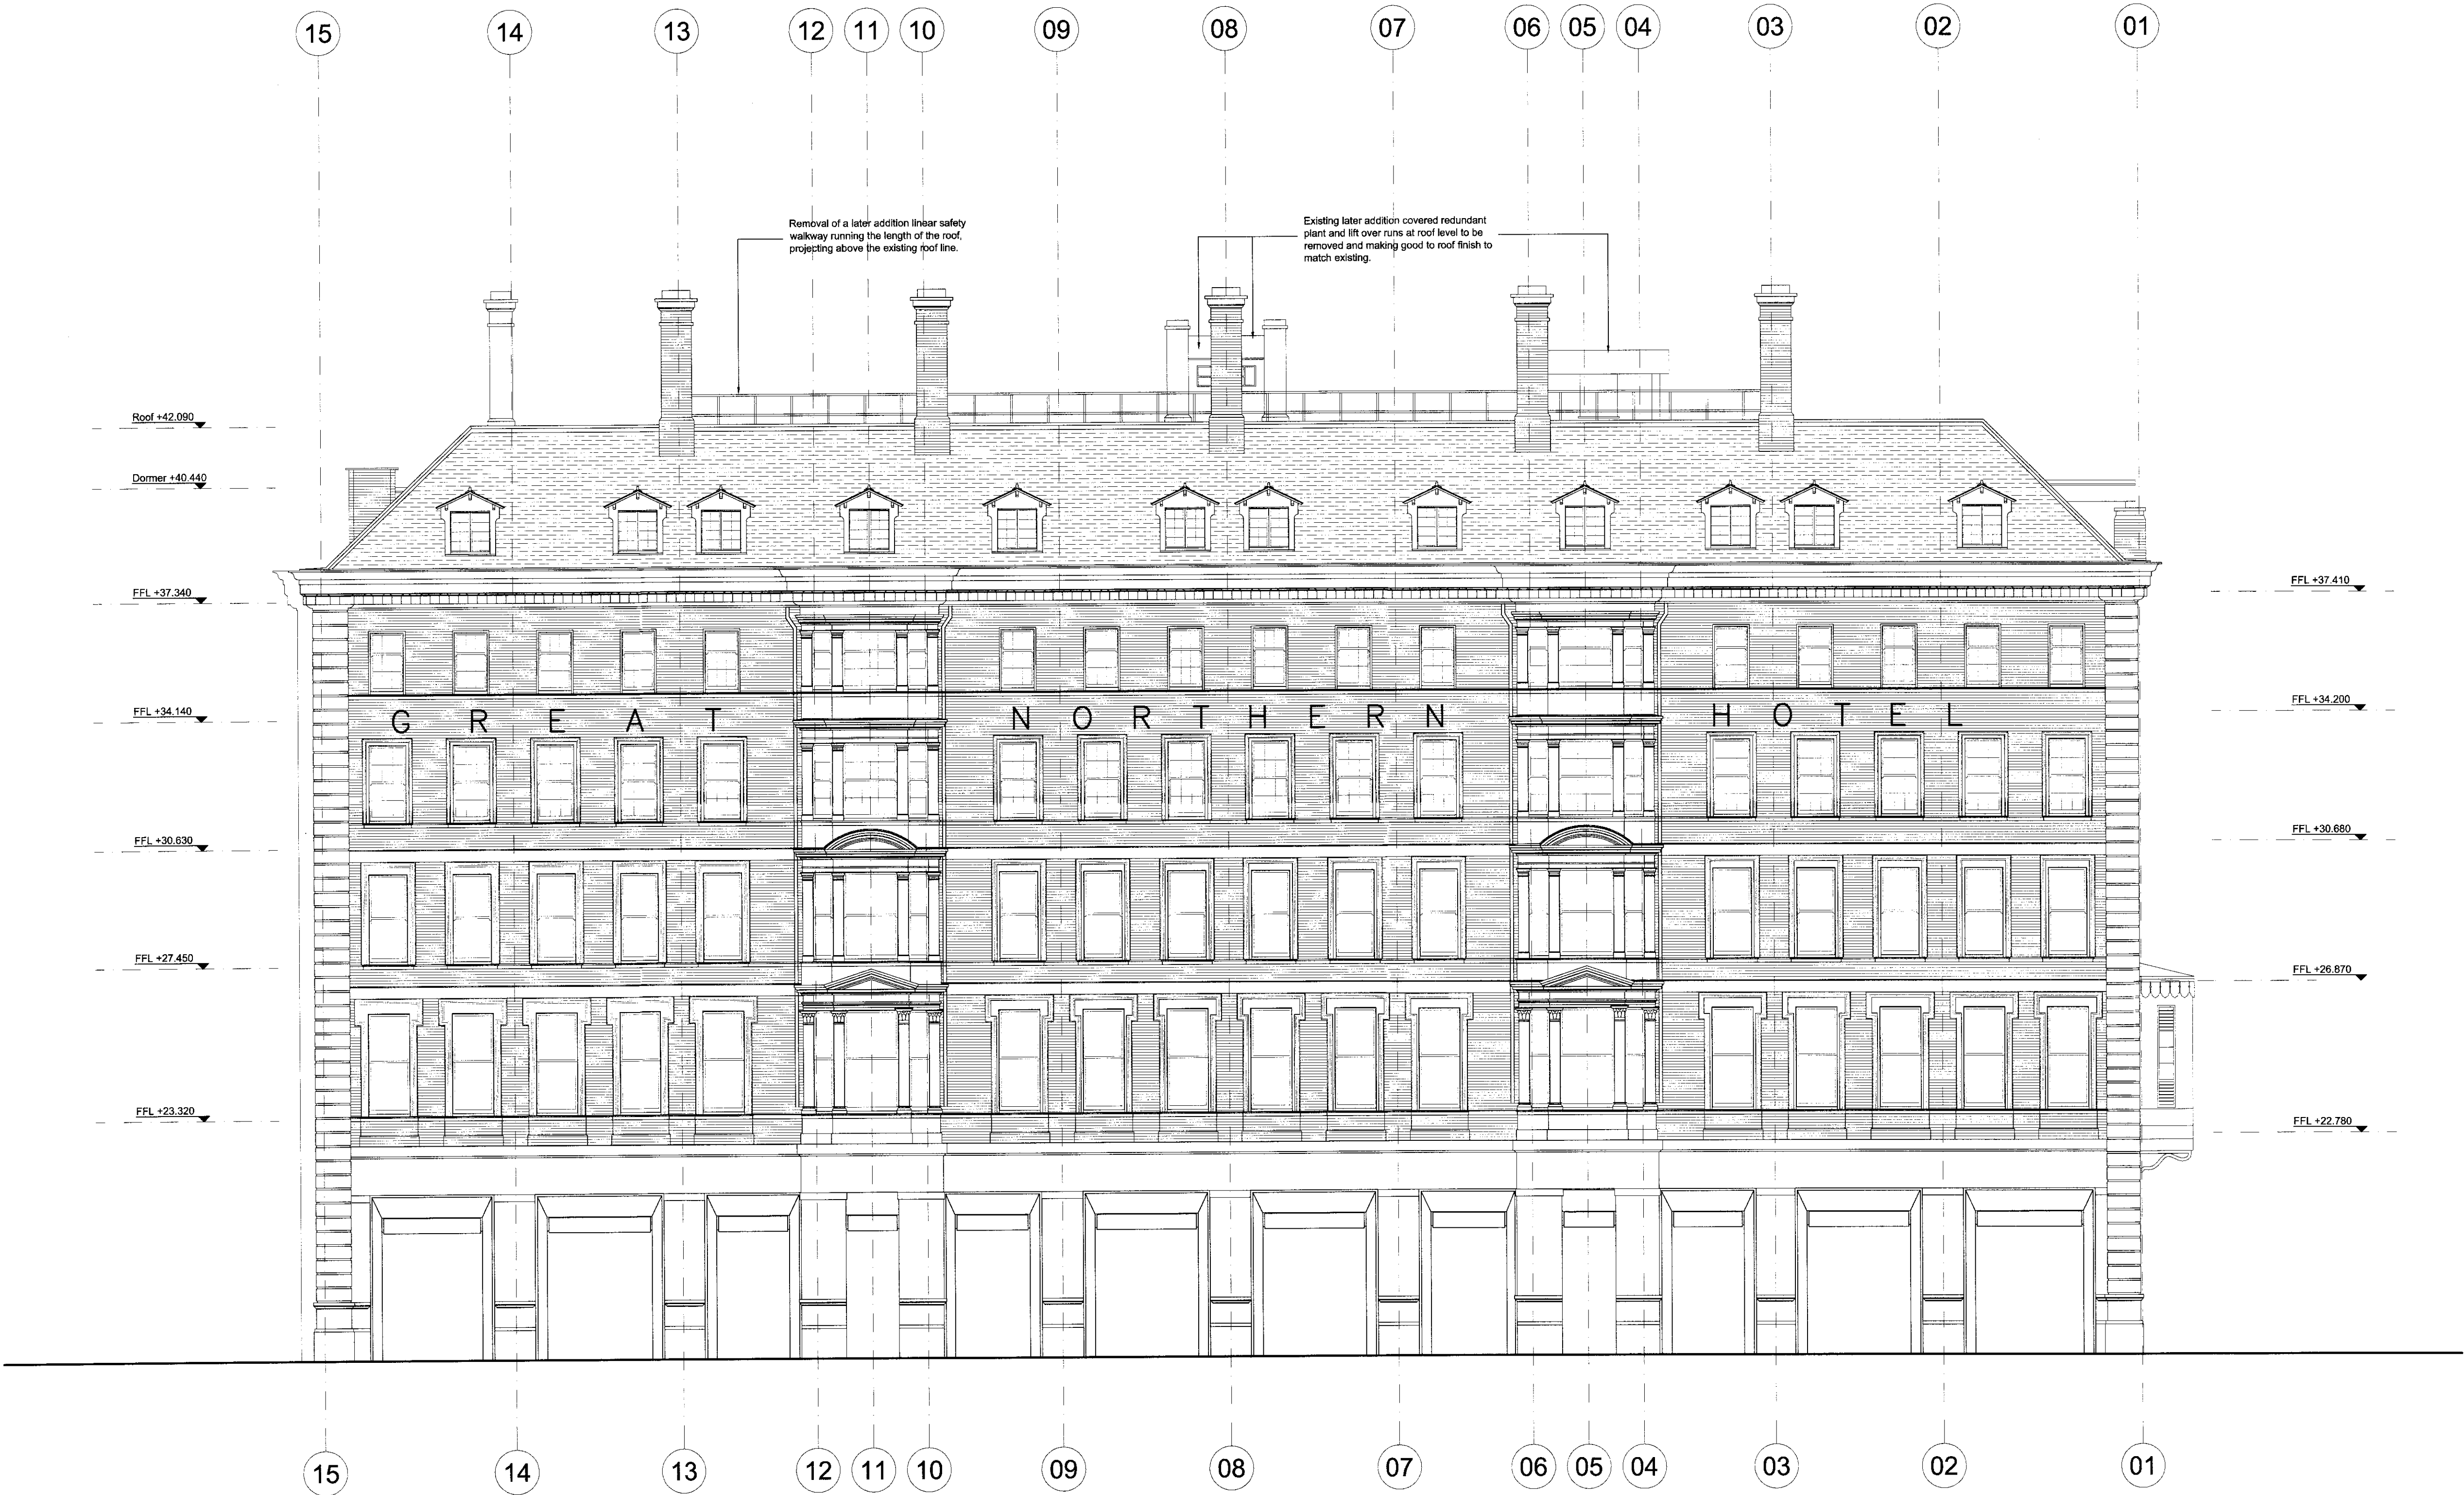 15 14 13 12 11 10 09 08 07 06 05 04 03 02 01
Removal of a later addition linear safety
walkway running the length of the roof,
projecting above the existing roof line.
Existing later addition covered redundant
plant and lift over runs at roof level to be
removed and making good to roof finish to
match existing.
Roof +42.090
Dormer +40.440
FFL +37.340
FFL +37.410
FFL +34.140
FFL +34.200
GREAT NORTHERN HOTEL
FFL +30.630
FFL +30.680
FFL +27.450
FFL +26.870
FFL +23.320
FFL +22.780
15 14 13 12 11 10 09 08 07 06 05 04 03 02 01